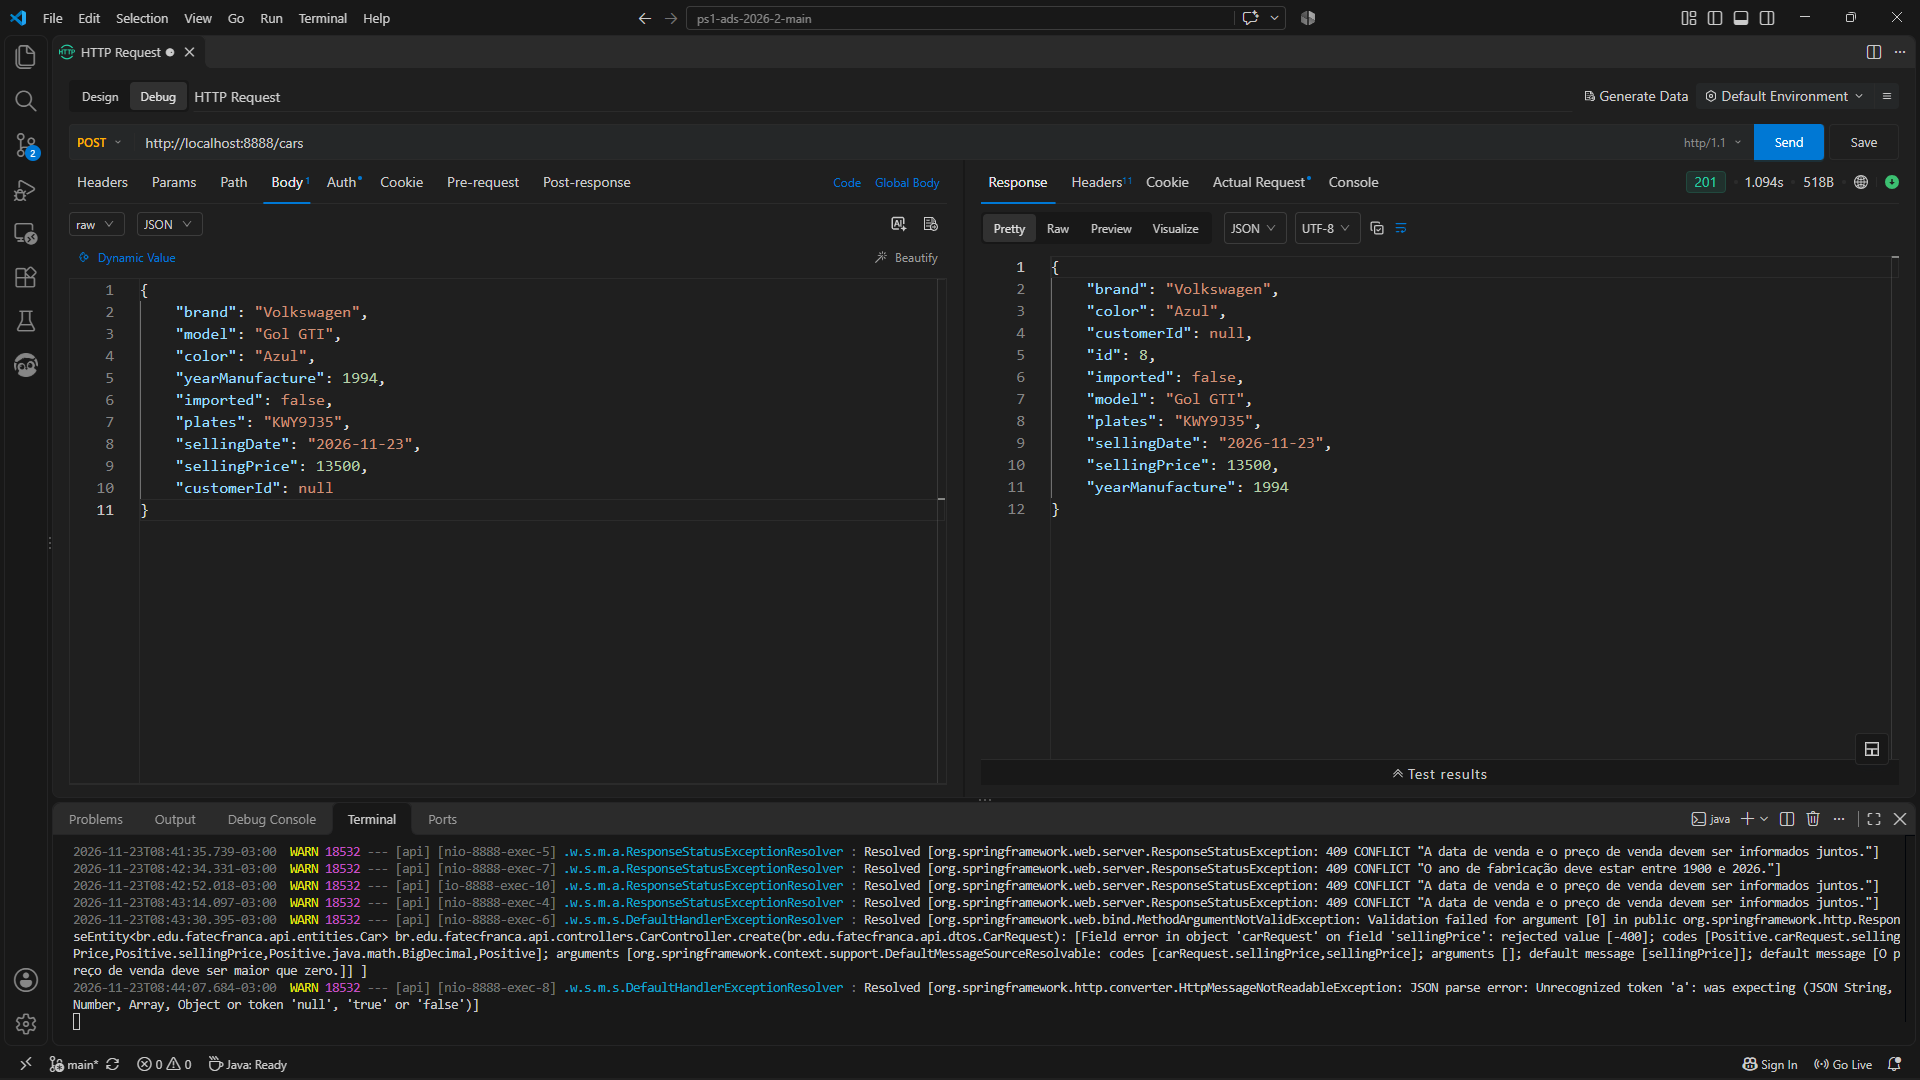 File Edit Selection View Go Run Terminal Help
ps1-ads-2026-2-main
HTTP Request
Design Debug HTTP Request
Generate Data Default Environment
POST http://localhost:8888/cars
http/1.1 Send Save
Headers Params Path Body 1 Auth Cookie Pre-request Post-response Code Global Body
raw JSON
Dynamic Value Beautify
1 {
2 "brand": "Volkswagen",
3 "model": "Gol GTI",
4 "color": "Azul",
5 "yearManufacture": 1994,
6 "imported": false,
7 "plates": "KWY9J35",
8 "sellingDate": "2026-11-23",
9 "sellingPrice": 13500,
10 "customerId": null
11 }
Response Headers 11 Cookie Actual Request Console 201 1.094s 518B
Pretty Raw Preview Visualize JSON UTF-8
1 {
2 "brand": "Volkswagen",
3 "color": "Azul",
4 "customerId": null,
5 "id": 8,
6 "imported": false,
7 "model": "Gol GTI",
8 "plates": "KWY9J35",
9 "sellingDate": "2026-11-23",
10 "sellingPrice": 13500,
11 "yearManufacture": 1994
12 }
Test results
Problems Output Debug Console Terminal Ports
java
2026-11-23T08:41:35.739-03:00 WARN 18532 --- [api] [nio-8888-exec-5] .w.s.m.a.ResponseStatusExceptionResolver : Resolved [org.springframework.web.server.ResponseStatusException: 409 CONFLICT "A data de venda e o preço de venda devem ser informados juntos."]
2026-11-23T08:42:34.331-03:00 WARN 18532 --- [api] [nio-8888-exec-7] .w.s.m.a.ResponseStatusExceptionResolver : Resolved [org.springframework.web.server.ResponseStatusException: 409 CONFLICT "O ano de fabricação deve estar entre 1900 e 2026."]
2026-11-23T08:42:52.018-03:00 WARN 18532 --- [api] [io-8888-exec-10] .w.s.m.a.ResponseStatusExceptionResolver : Resolved [org.springframework.web.server.ResponseStatusException: 409 CONFLICT "A data de venda e o preço de venda devem ser informados juntos."]
2026-11-23T08:43:14.097-03:00 WARN 18532 --- [api] [nio-8888-exec-4] .w.s.m.a.ResponseStatusExceptionResolver : Resolved [org.springframework.web.server.ResponseStatusException: 409 CONFLICT "A data de venda e o preço de venda devem ser informados juntos."]
2026-11-23T08:43:30.395-03:00 WARN 18532 --- [api] [nio-8888-exec-6] .w.s.m.s.DefaultHandlerExceptionResolver : Resolved [org.springframework.web.bind.MethodArgumentNotValidException: Validation failed for argument [0] in public org.springframework.http.Respon
seEntity<br.edu.fatecfranca.api.entities.Car> br.edu.fatecfranca.api.controllers.CarController.create(br.edu.fatecfranca.api.dtos.CarRequest): [Field error in object 'carRequest' on field 'sellingPrice': rejected value [-400]; codes [Positive.carRequest.selling
Price,Positive.sellingPrice,Positive.java.math.BigDecimal,Positive]; arguments [org.springframework.context.support.DefaultMessageSourceResolvable: codes [carRequest.sellingPrice,sellingPrice]; arguments []; default message [sellingPrice]]; default message [O p
reço de venda deve ser maior que zero.]] ]
2026-11-23T08:44:07.684-03:00 WARN 18532 --- [api] [nio-8888-exec-8] .w.s.m.s.DefaultHandlerExceptionResolver : Resolved [org.springframework.http.converter.HttpMessageNotReadableException: JSON parse error: Unrecognized token 'a': was expecting (JSON String,
Number, Array, Object or token 'null', 'true' or 'false')]
main* 0 0 Java: Ready Sign In Go Live
2